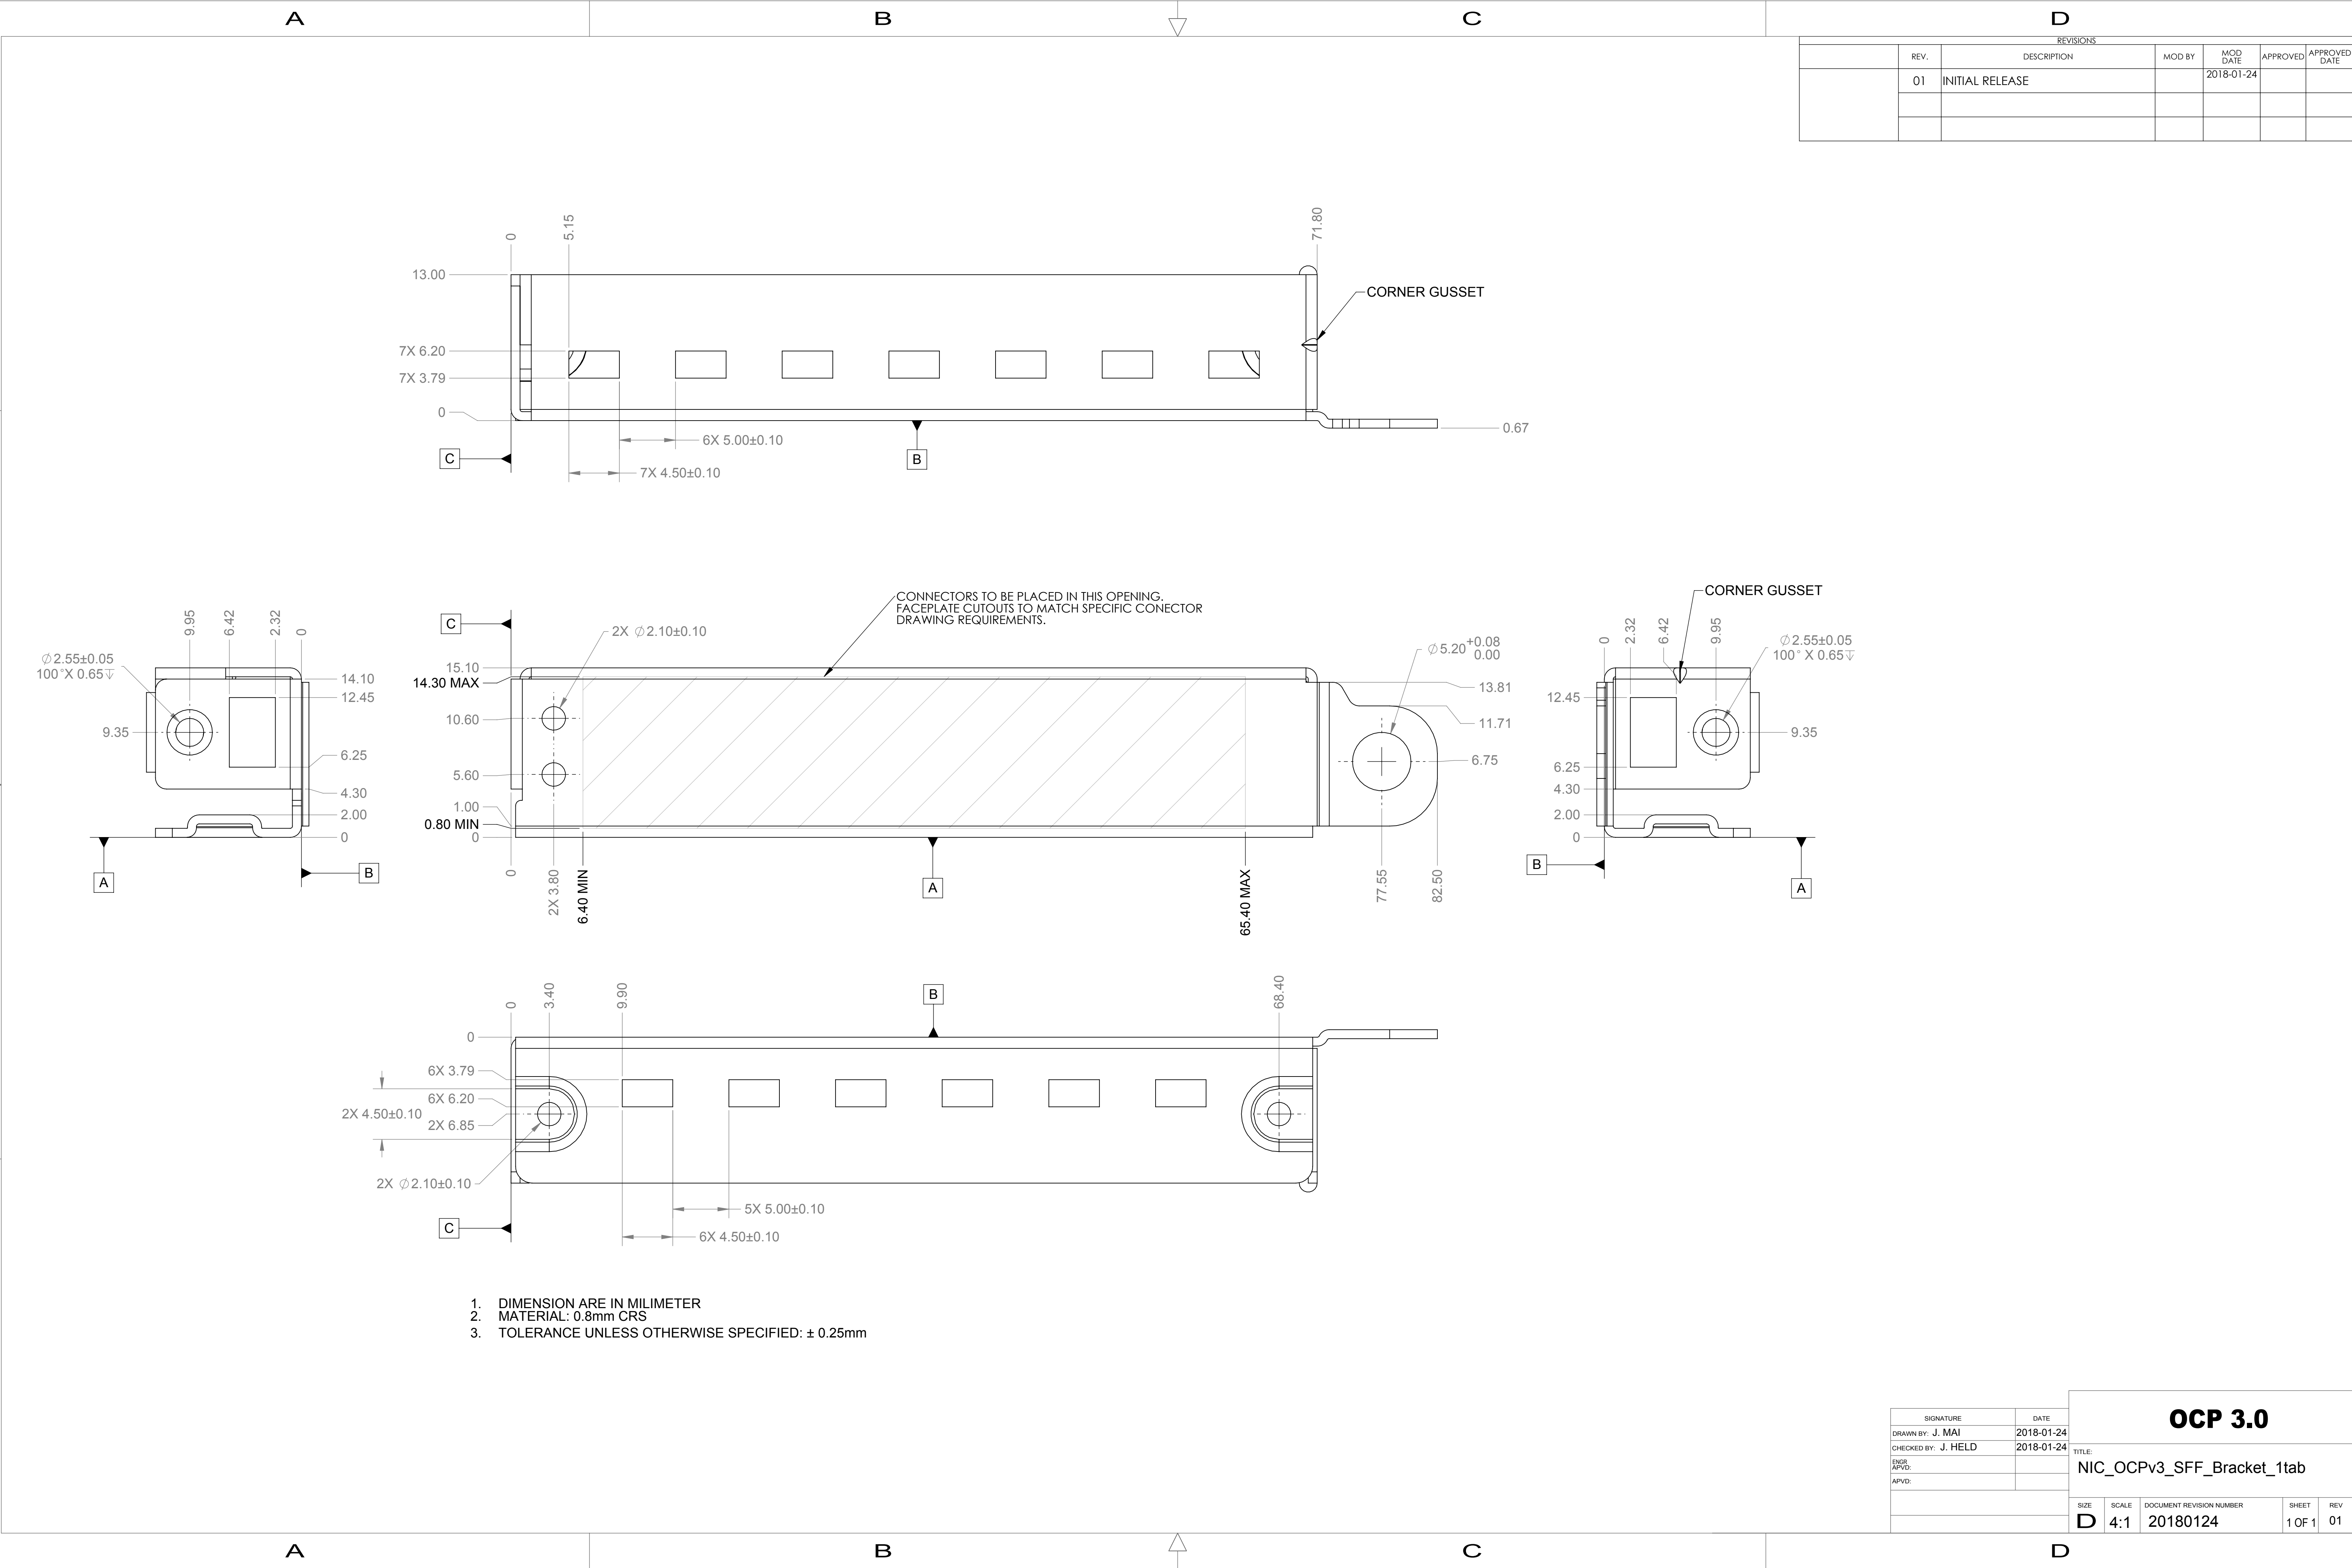 A B C D
REVISIONS
REV. DESCRIPTION MOD BY MOD DATE APPROVED APPROVED DATE
01 INITIAL RELEASE 2018-01-24
0 5.15 71.80
13.00
CORNER GUSSET
7X 6.20
7X 3.79
0
0.67
6X 5.00±0.10
C B
7X 4.50±0.10
9.95 6.42 2.32 0
∅2.55±0.05
100°X 0.65↧
14.10
12.45
9.35
6.25
4.30
2.00
0
A B
CONNECTORS TO BE PLACED IN THIS OPENING.
FACEPLATE CUTOUTS TO MATCH SPECIFIC CONECTOR
DRAWING REQUIREMENTS.
C
2X ∅2.10±0.10
∅5.20 +0.08
0.00
15.10
14.30 MAX
13.81
10.60
11.71
6.75
5.60
1.00
0.80 MIN
0
0 2X 3.80 6.40 MIN A 65.40 MAX 77.55 82.50
CORNER GUSSET
0 2.32 6.42 9.95
∅2.55±0.05
100° X 0.65↧
12.45
9.35
6.25
4.30
2.00
0
B A
0 3.40 9.90 B 68.40
0
6X 3.79
6X 6.20
2X 4.50±0.10
2X 6.85
2X ∅2.10±0.10
5X 5.00±0.10
C
6X 4.50±0.10
1. DIMENSION ARE IN MILIMETER
2. MATERIAL: 0.8mm CRS
3. TOLERANCE UNLESS OTHERWISE SPECIFIED: ± 0.25mm
SIGNATURE DATE
DRAWN BY: J. MAI 2018-01-24
CHECKED BY: J. HELD 2018-01-24
ENGR APVD:
APVD:
OCP 3.0
TITLE:
NIC_OCPv3_SFF_Bracket_1tab
SIZE SCALE DOCUMENT REVISION NUMBER SHEET REV
D 4:1 20180124 1 OF 1 01
A B C D